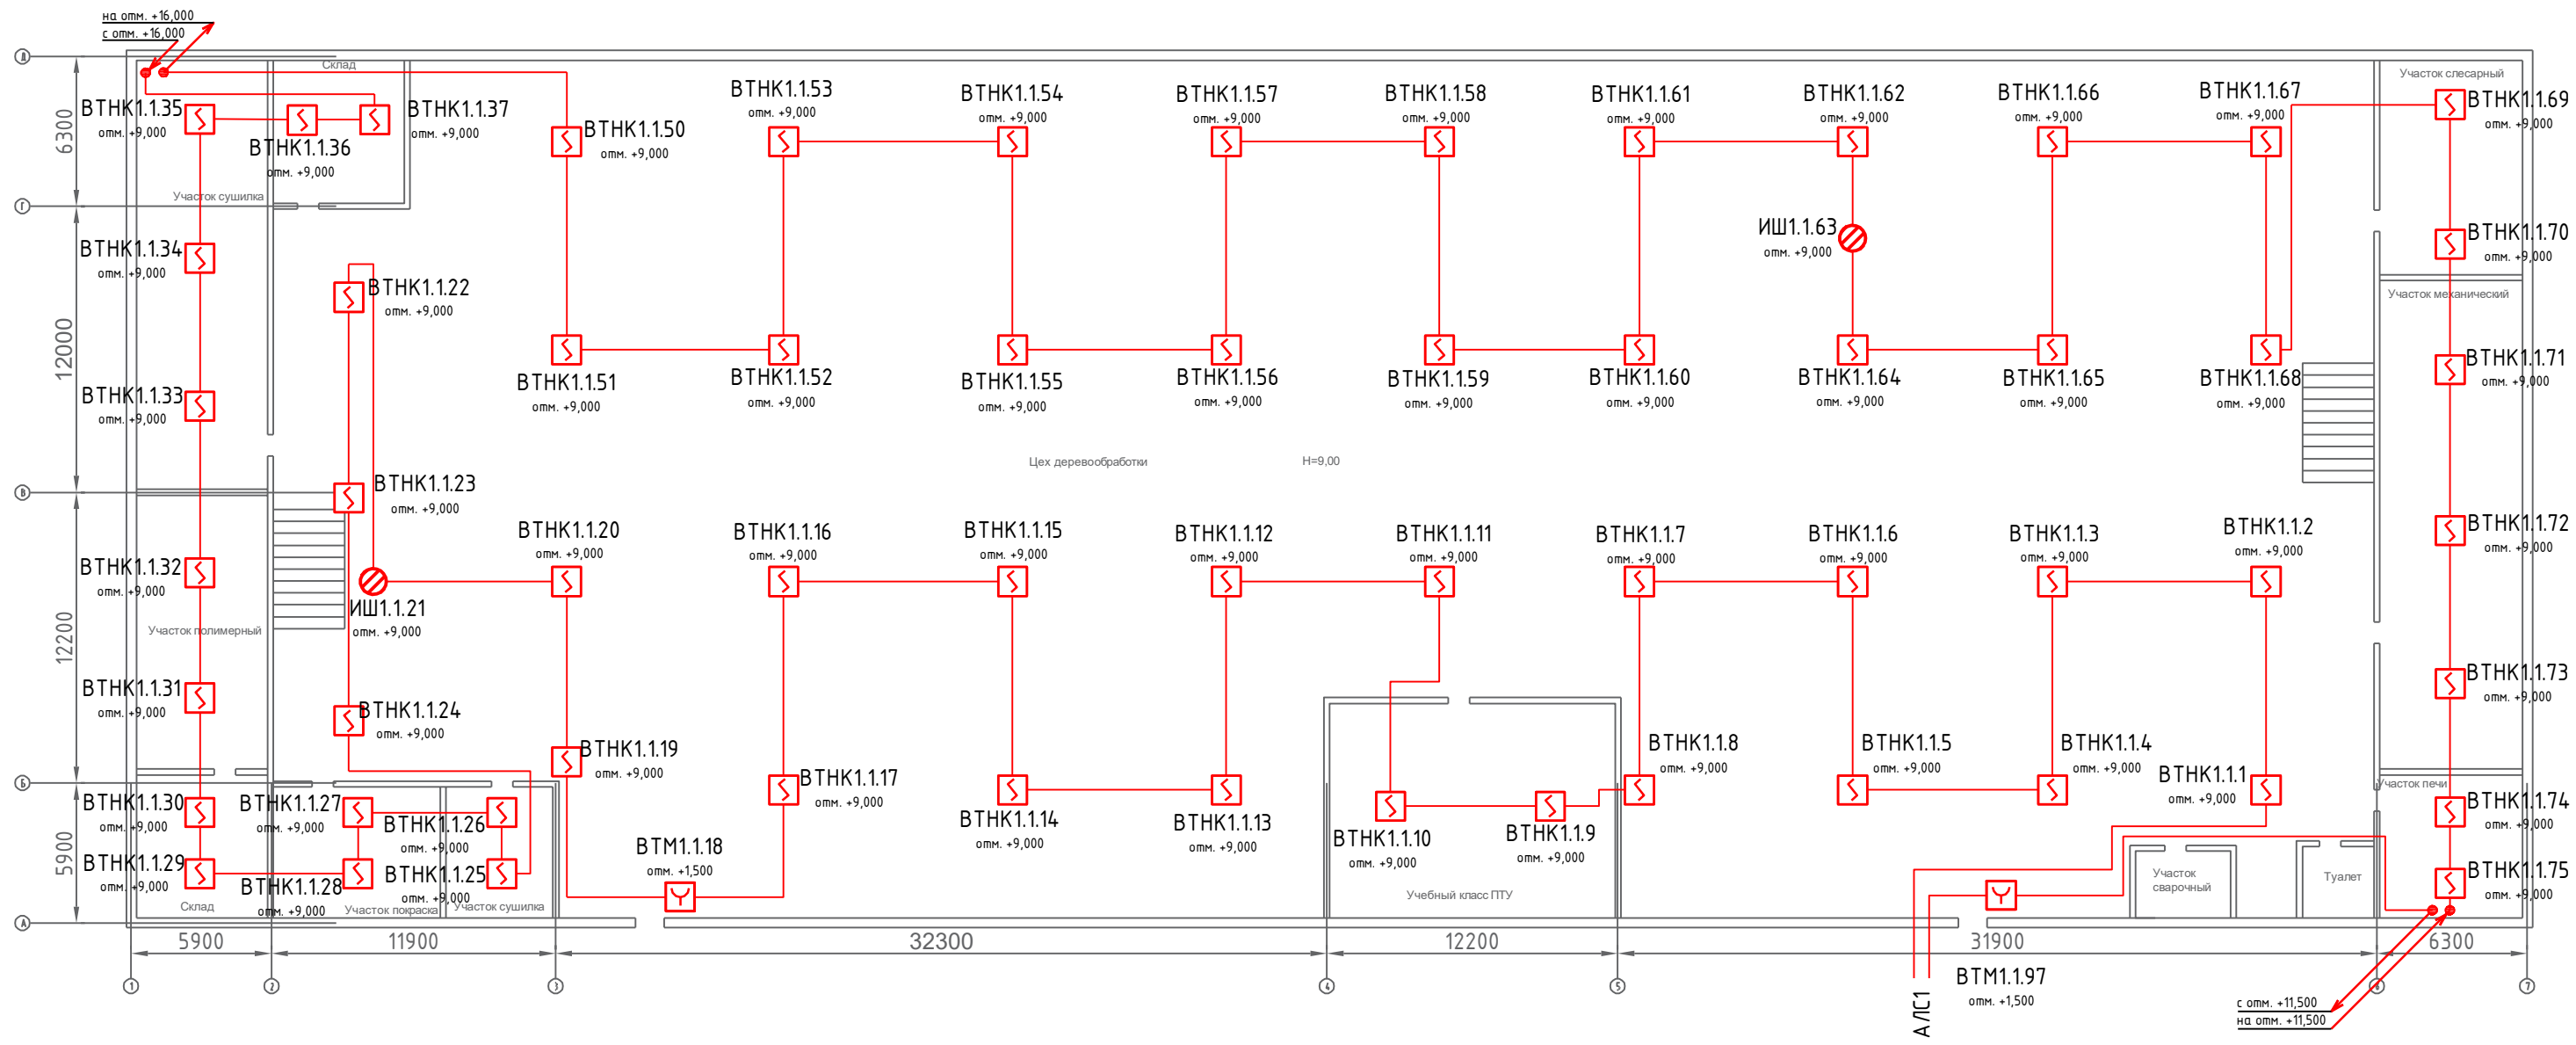 на отм. +16,000
с отм. +16,000
Д
Склад
Участок слесарный
ВТНК1.1.35
отм. +9,000
ВТНК1.1.36
отм. +9,000
ВТНК1.1.37
отм. +9,000
ВТНК1.1.50
отм. +9,000
ВТНК1.1.53
отм. +9,000
ВТНК1.1.54
отм. +9,000
ВТНК1.1.57
отм. +9,000
ВТНК1.1.58
отм. +9,000
ВТНК1.1.61
отм. +9,000
ВТНК1.1.62
отм. +9,000
ВТНК1.1.66
отм. +9,000
ВТНК1.1.67
отм. +9,000
ВТНК1.1.69
отм. +9,000
6300
Участок сушилка
Г
ВТНК1.1.34
отм. +9,000
ВТНК1.1.22
отм. +9,000
ИШ1.1.63
отм. +9,000
ВТНК1.1.70
отм. +9,000
Участок механический
12000
ВТНК1.1.33
отм. +9,000
ВТНК1.1.51
отм. +9,000
ВТНК1.1.52
отм. +9,000
ВТНК1.1.55
отм. +9,000
ВТНК1.1.56
отм. +9,000
ВТНК1.1.59
отм. +9,000
ВТНК1.1.60
отм. +9,000
ВТНК1.1.64
отм. +9,000
ВТНК1.1.65
отм. +9,000
ВТНК1.1.68
отм. +9,000
ВТНК1.1.71
отм. +9,000
Цех деревообработки
Н=9,00
В
ВТНК1.1.23
отм. +9,000
ВТНК1.1.20
отм. +9,000
ВТНК1.1.16
отм. +9,000
ВТНК1.1.15
отм. +9,000
ВТНК1.1.12
отм. +9,000
ВТНК1.1.11
отм. +9,000
ВТНК1.1.7
отм. +9,000
ВТНК1.1.6
отм. +9,000
ВТНК1.1.3
отм. +9,000
ВТНК1.1.2
отм. +9,000
ВТНК1.1.72
отм. +9,000
ВТНК1.1.32
отм. +9,000
ИШ1.1.21
отм. +9,000
12200
Участок полимерный
ВТНК1.1.31
отм. +9,000
ВТНК1.1.24
отм. +9,000
ВТНК1.1.19
отм. +9,000
ВТНК1.1.17
отм. +9,000
ВТНК1.1.8
отм. +9,000
ВТНК1.1.5
отм. +9,000
ВТНК1.1.4
отм. +9,000
ВТНК1.1.1
отм. +9,000
ВТНК1.1.73
отм. +9,000
Б
Участок печи
ВТНК1.1.30
отм. +9,000
ВТНК1.1.27
отм. +9,000
ВТНК1.1.26
отм. +9,000
ВТНК1.1.14
отм. +9,000
ВТНК1.1.13
отм. +9,000
ВТНК1.1.10
отм. +9,000
ВТНК1.1.9
отм. +9,000
ВТНК1.1.74
отм. +9,000
5900
ВТНК1.1.29
отм. +9,000
ВТНК1.1.28
отм. +9,000
ВТНК1.1.25
отм. +9,000
ВТМ1.1.18
отм. +1,500
Участок
сварочный
Туалет
ВТНК1.1.75
отм. +9,000
Склад
Участок покраска
Участок сушилка
Учебный класс ПТУ
А
5900
11900
32300
12200
31900
6300
1
2
3
4
5
6
7
АЛС1
ВТМ1.1.97
отм. +1,500
с отм. +11,500
на отм. +11,500